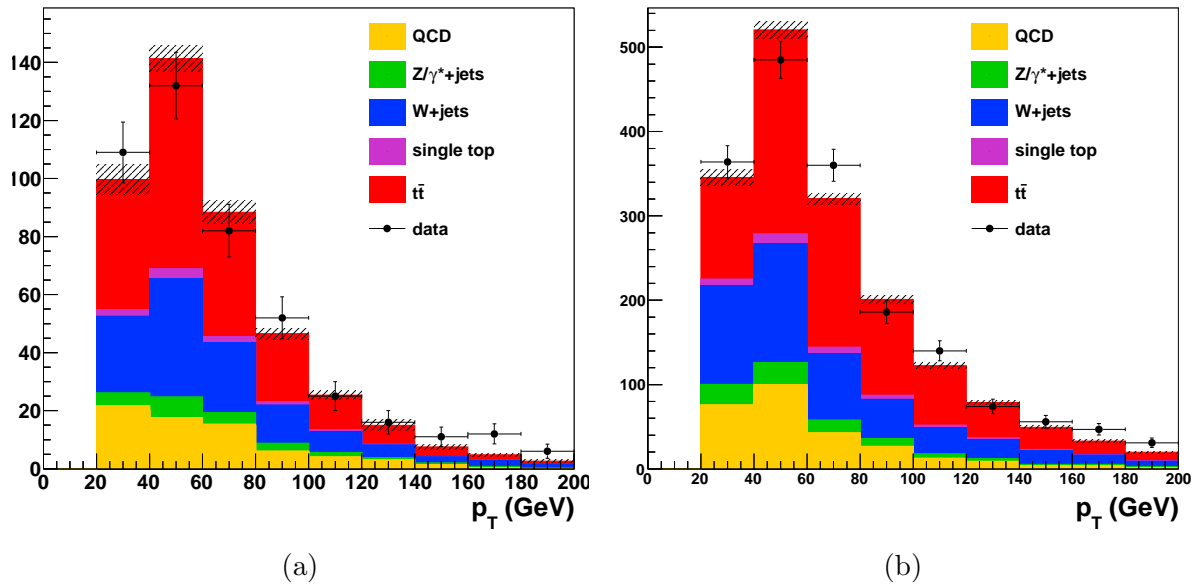 140
120
100
80
60
40
20
0
QCD
Z/γ*+jets
W+jets
single top
tt̄
data
0 20 40 60 80 100 120 140 160 180 200
p_T (GeV)
(a)
500
400
300
200
100
0
QCD
Z/γ*+jets
W+jets
single top
tt̄
data
0 20 40 60 80 100 120 140 160 180 200
p_T (GeV)
(b)